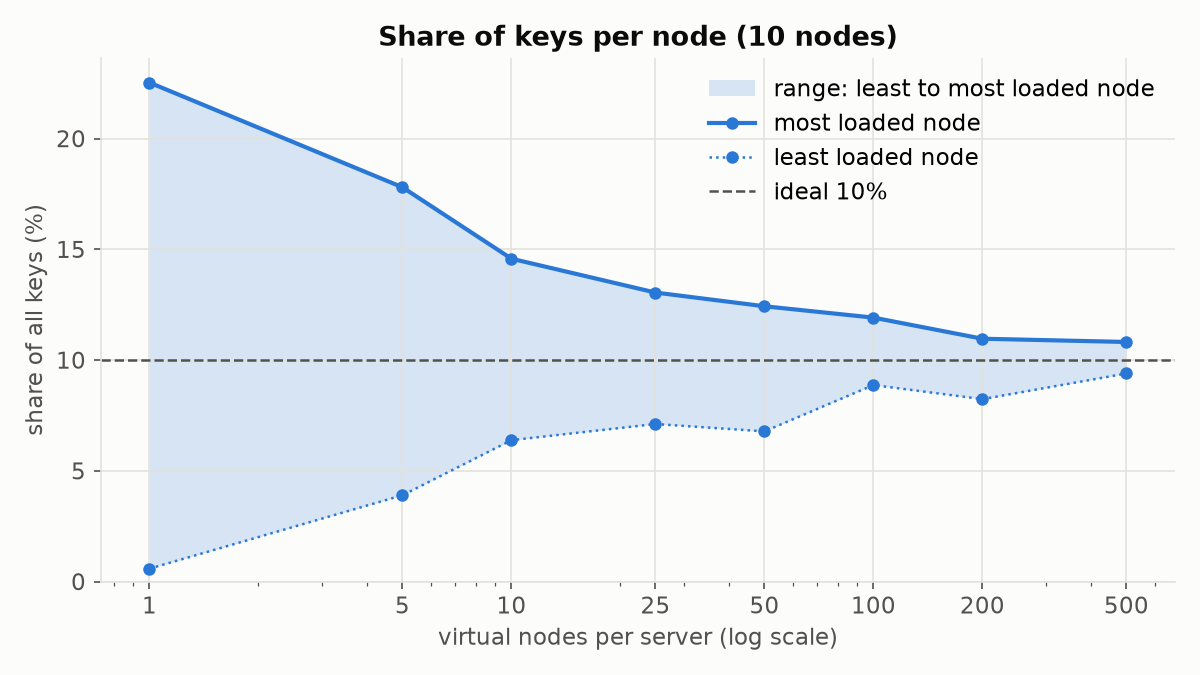 Share of keys per node (10 nodes)
range: least to most loaded node
most loaded node
least loaded node
ideal 10%
share of all keys (%)
20
15
10
5
0
1 5 10 25 50 100 200 500
virtual nodes per server (log scale)